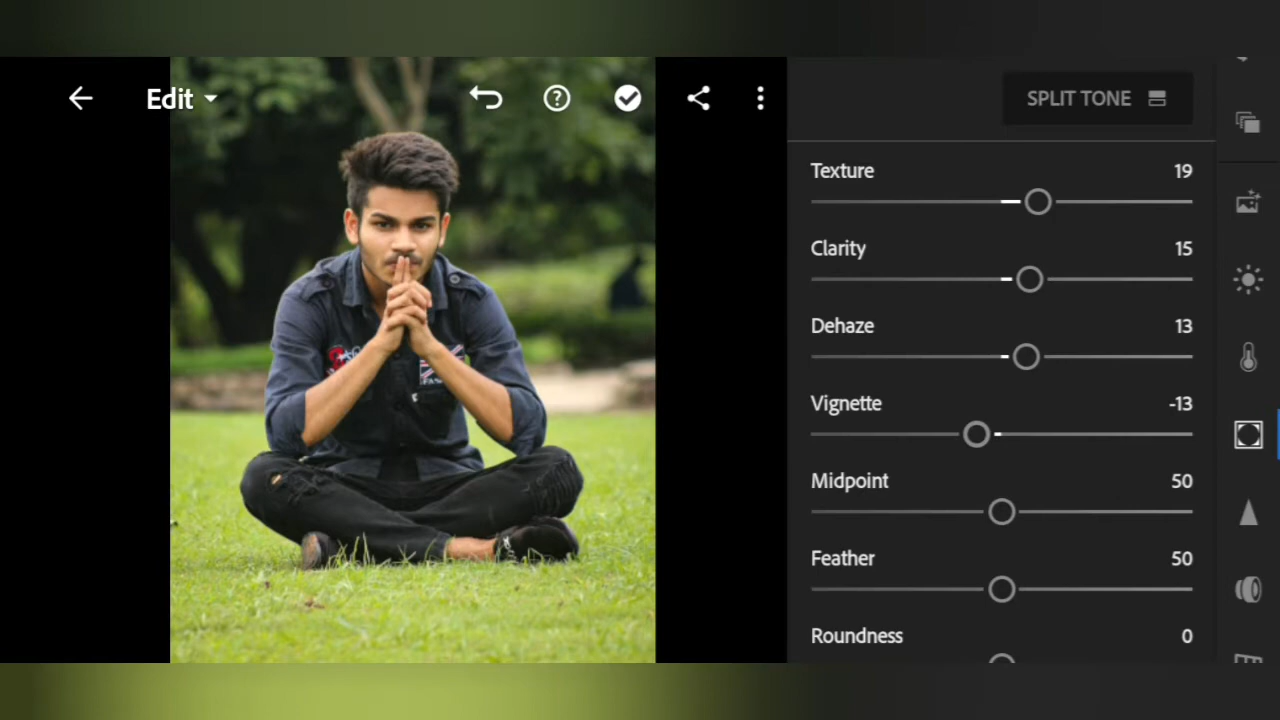 Edit
SPLIT TONE
Texture 19
Clarity 15
Dehaze 13
Vignette -13
Midpoint 50
Feather 50
Roundness 0